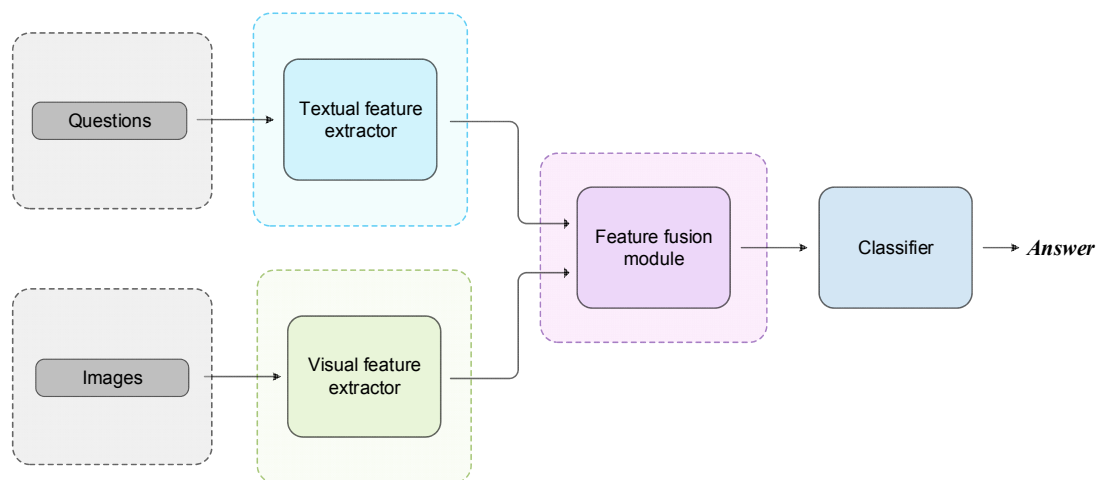 Questions
Textual feature
extractor
Feature fusion
module
Classifier
Answer
Images
Visual feature
extractor